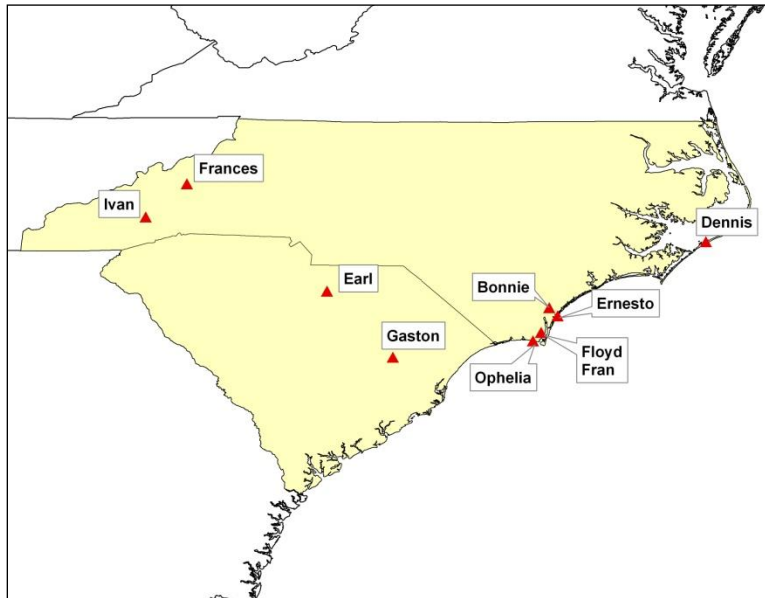 Frances
Ivan
Dennis
Earl
Bonnie
Ernesto
Gaston
Floyd
Fran
Ophelia